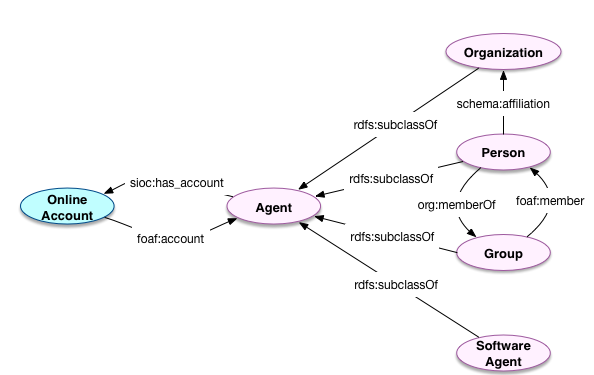 Organization
schema:affiliation
rdfs:subclassOf
Person
rdfs:subclassOf
sioc:has_account
Online
Account
Agent
org:memberOf
foaf:member
foaf:account
rdfs:subclassOf
Group
rdfs:subclassOf
Software
Agent